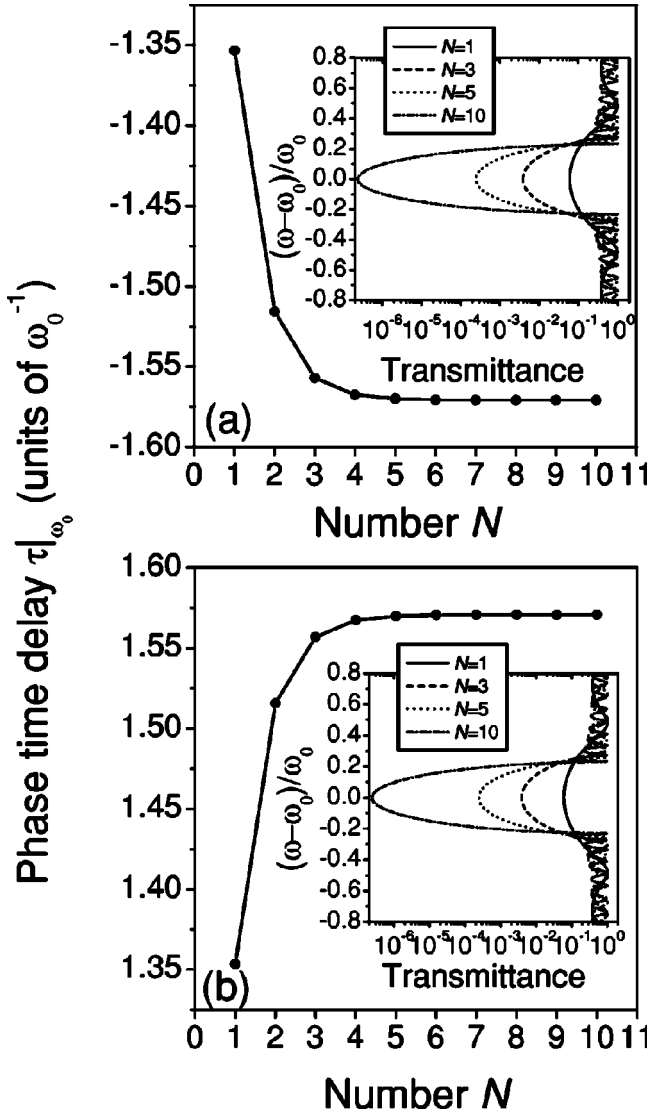 Phase time delay τ|ω₀ (units of ω₀⁻¹)
-1.35
-1.40
-1.45
-1.50
-1.55
-1.60
(a)
0 1 2 3 4 5 6 7 8 9 10 11
Number N
N=1
N=3
N=5
N=10
(ω−ω₀)/ω₀
0.8
0.6
0.4
0.2
0.0
-0.2
-0.4
-0.6
-0.8
10⁻⁶ 10⁻⁵ 10⁻⁴ 10⁻³ 10⁻² 10⁻¹ 10⁰
Transmittance
1.60
1.55
1.50
1.45
1.40
1.35
(b)
0 1 2 3 4 5 6 7 8 9 10 11
Number N
N=1
N=3
N=5
N=10
(ω−ω₀)/ω₀
0.8
0.6
0.4
0.2
0.0
-0.2
-0.4
-0.6
-0.8
10⁻⁶ 10⁻⁵ 10⁻⁴ 10⁻³ 10⁻² 10⁻¹ 10⁰
Transmittance